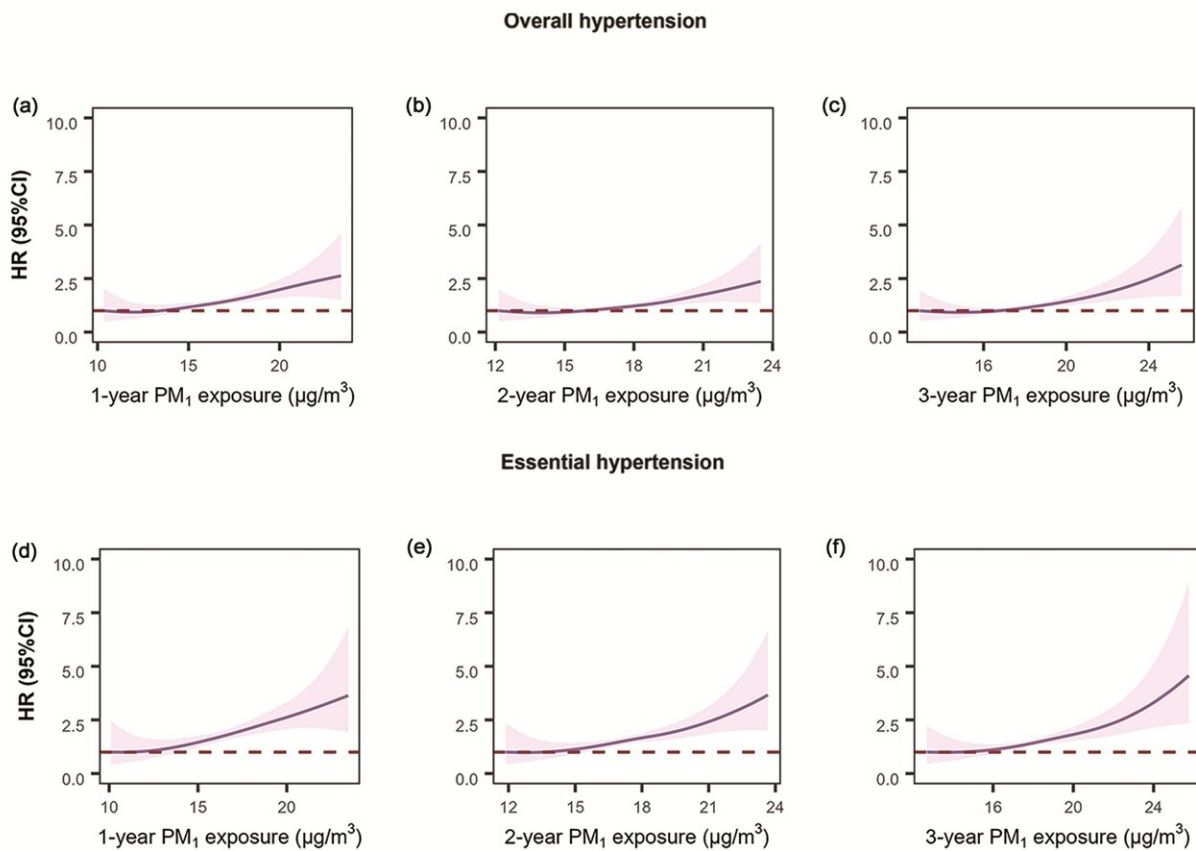 Overall hypertension
(a)
(b)
(c)
HR (95%CI)
10.0
7.5
5.0
2.5
0.0
10.0
7.5
5.0
2.5
0.0
10.0
7.5
5.0
2.5
0.0
10 15 20
12 15 18 21 24
16 20 24
1-year PM₁ exposure (µg/m³)
2-year PM₁ exposure (µg/m³)
3-year PM₁ exposure (µg/m³)
Essential hypertension
(d)
(e)
(f)
HR (95%CI)
10.0
7.5
5.0
2.5
0.0
10.0
7.5
5.0
2.5
0.0
10.0
7.5
5.0
2.5
0.0
10 15 20
12 15 18 21 24
16 20 24
1-year PM₁ exposure (µg/m³)
2-year PM₁ exposure (µg/m³)
3-year PM₁ exposure (µg/m³)